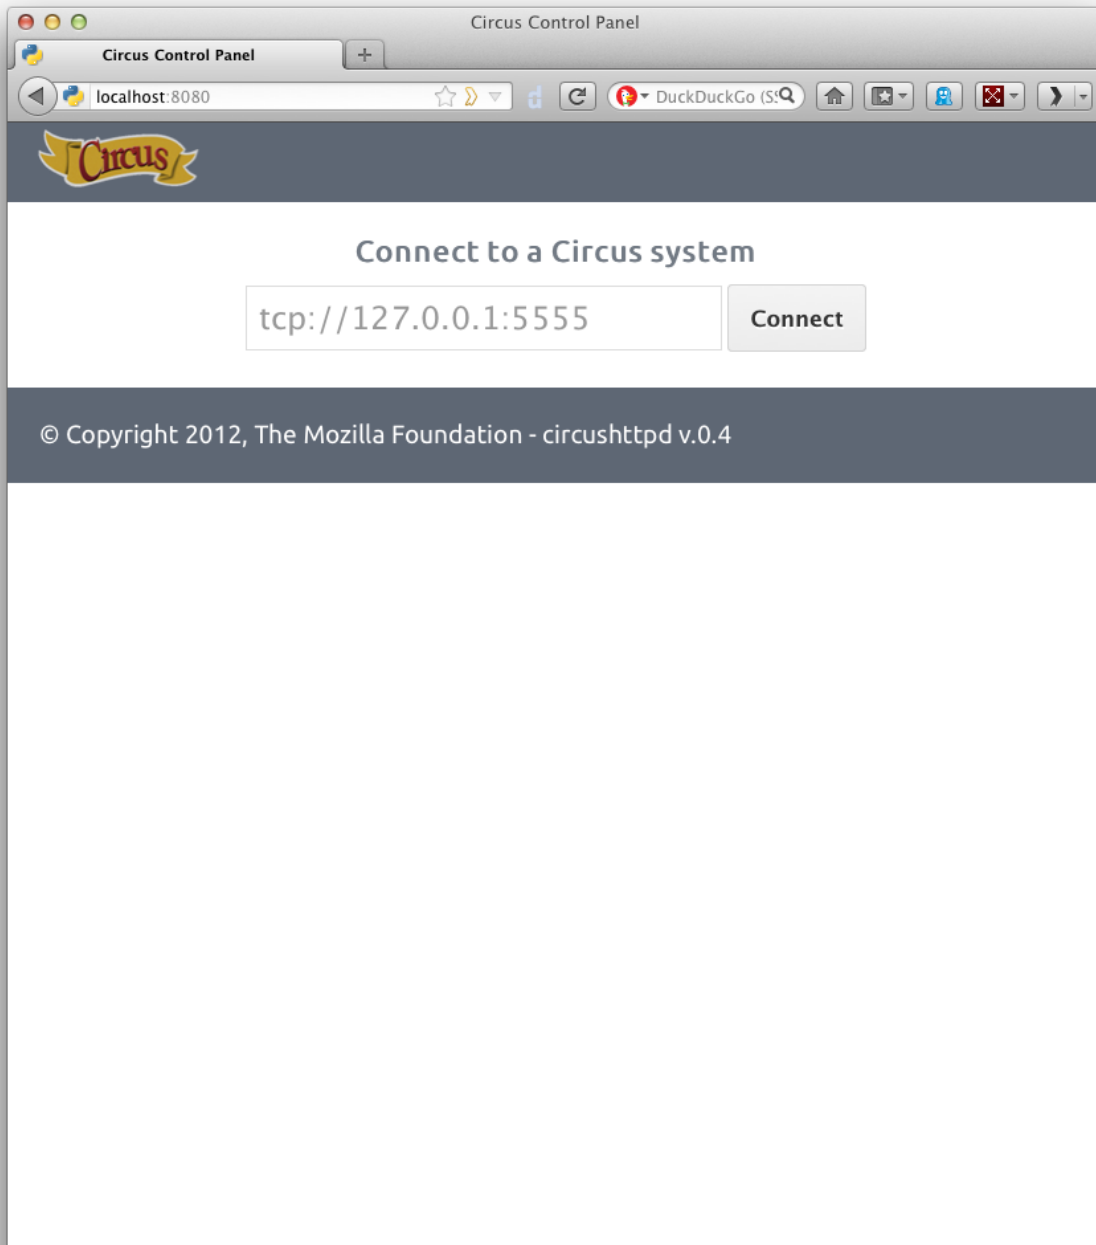 Circus Control Panel
Circus Control Panel
localhost:8080
DuckDuckGo (S
Circus
Connect to a Circus system
tcp://127.0.0.1:5555
Connect
© Copyright 2012, The Mozilla Foundation - circushttpd v.0.4